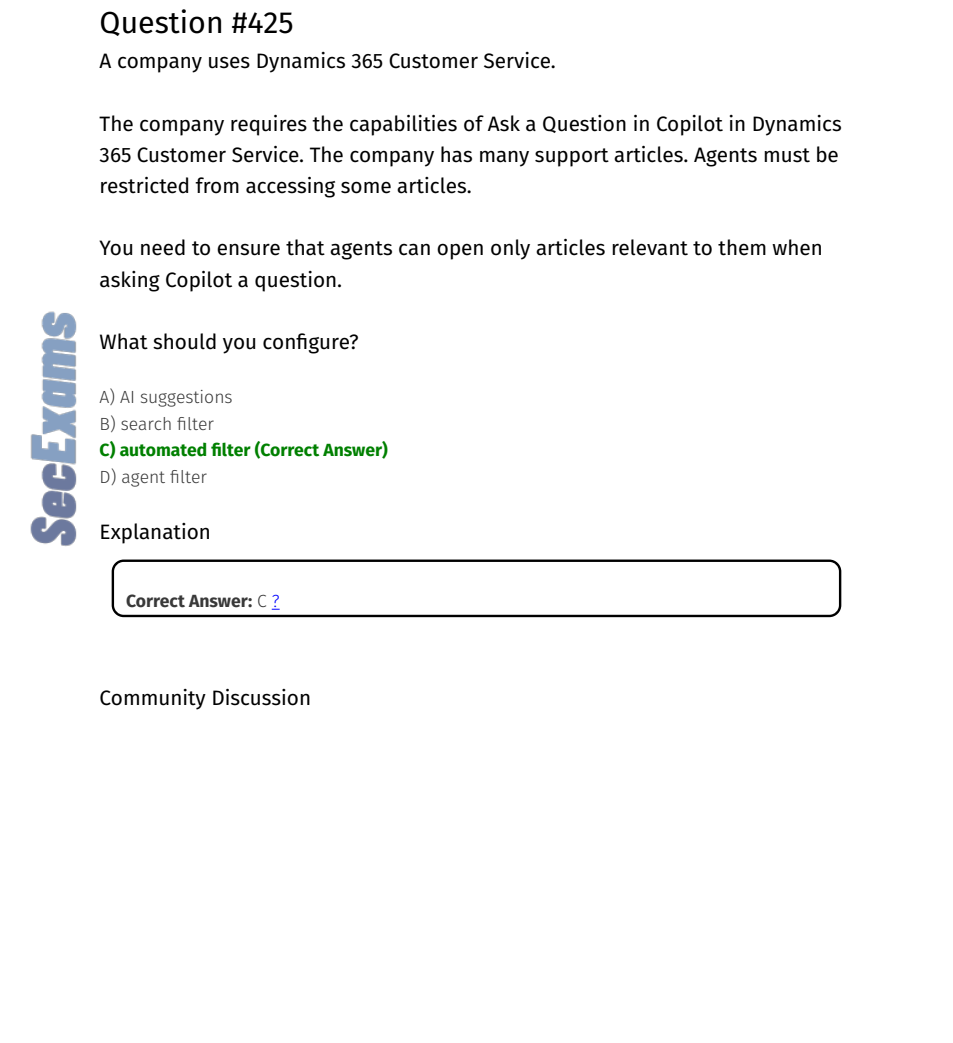 Question #425
A company uses Dynamics 365 Customer Service.
The company requires the capabilities of Ask a Question in Copilot in Dynamics
365 Customer Service. The company has many support articles. Agents must be
restricted from accessing some articles.
You need to ensure that agents can open only articles relevant to them when
asking Copilot a question.
What should you configure?
A) AI suggestions
B) search filter
C) automated filter (Correct Answer)
D) agent filter
SecExams
Explanation
Correct Answer: C ?
Community Discussion